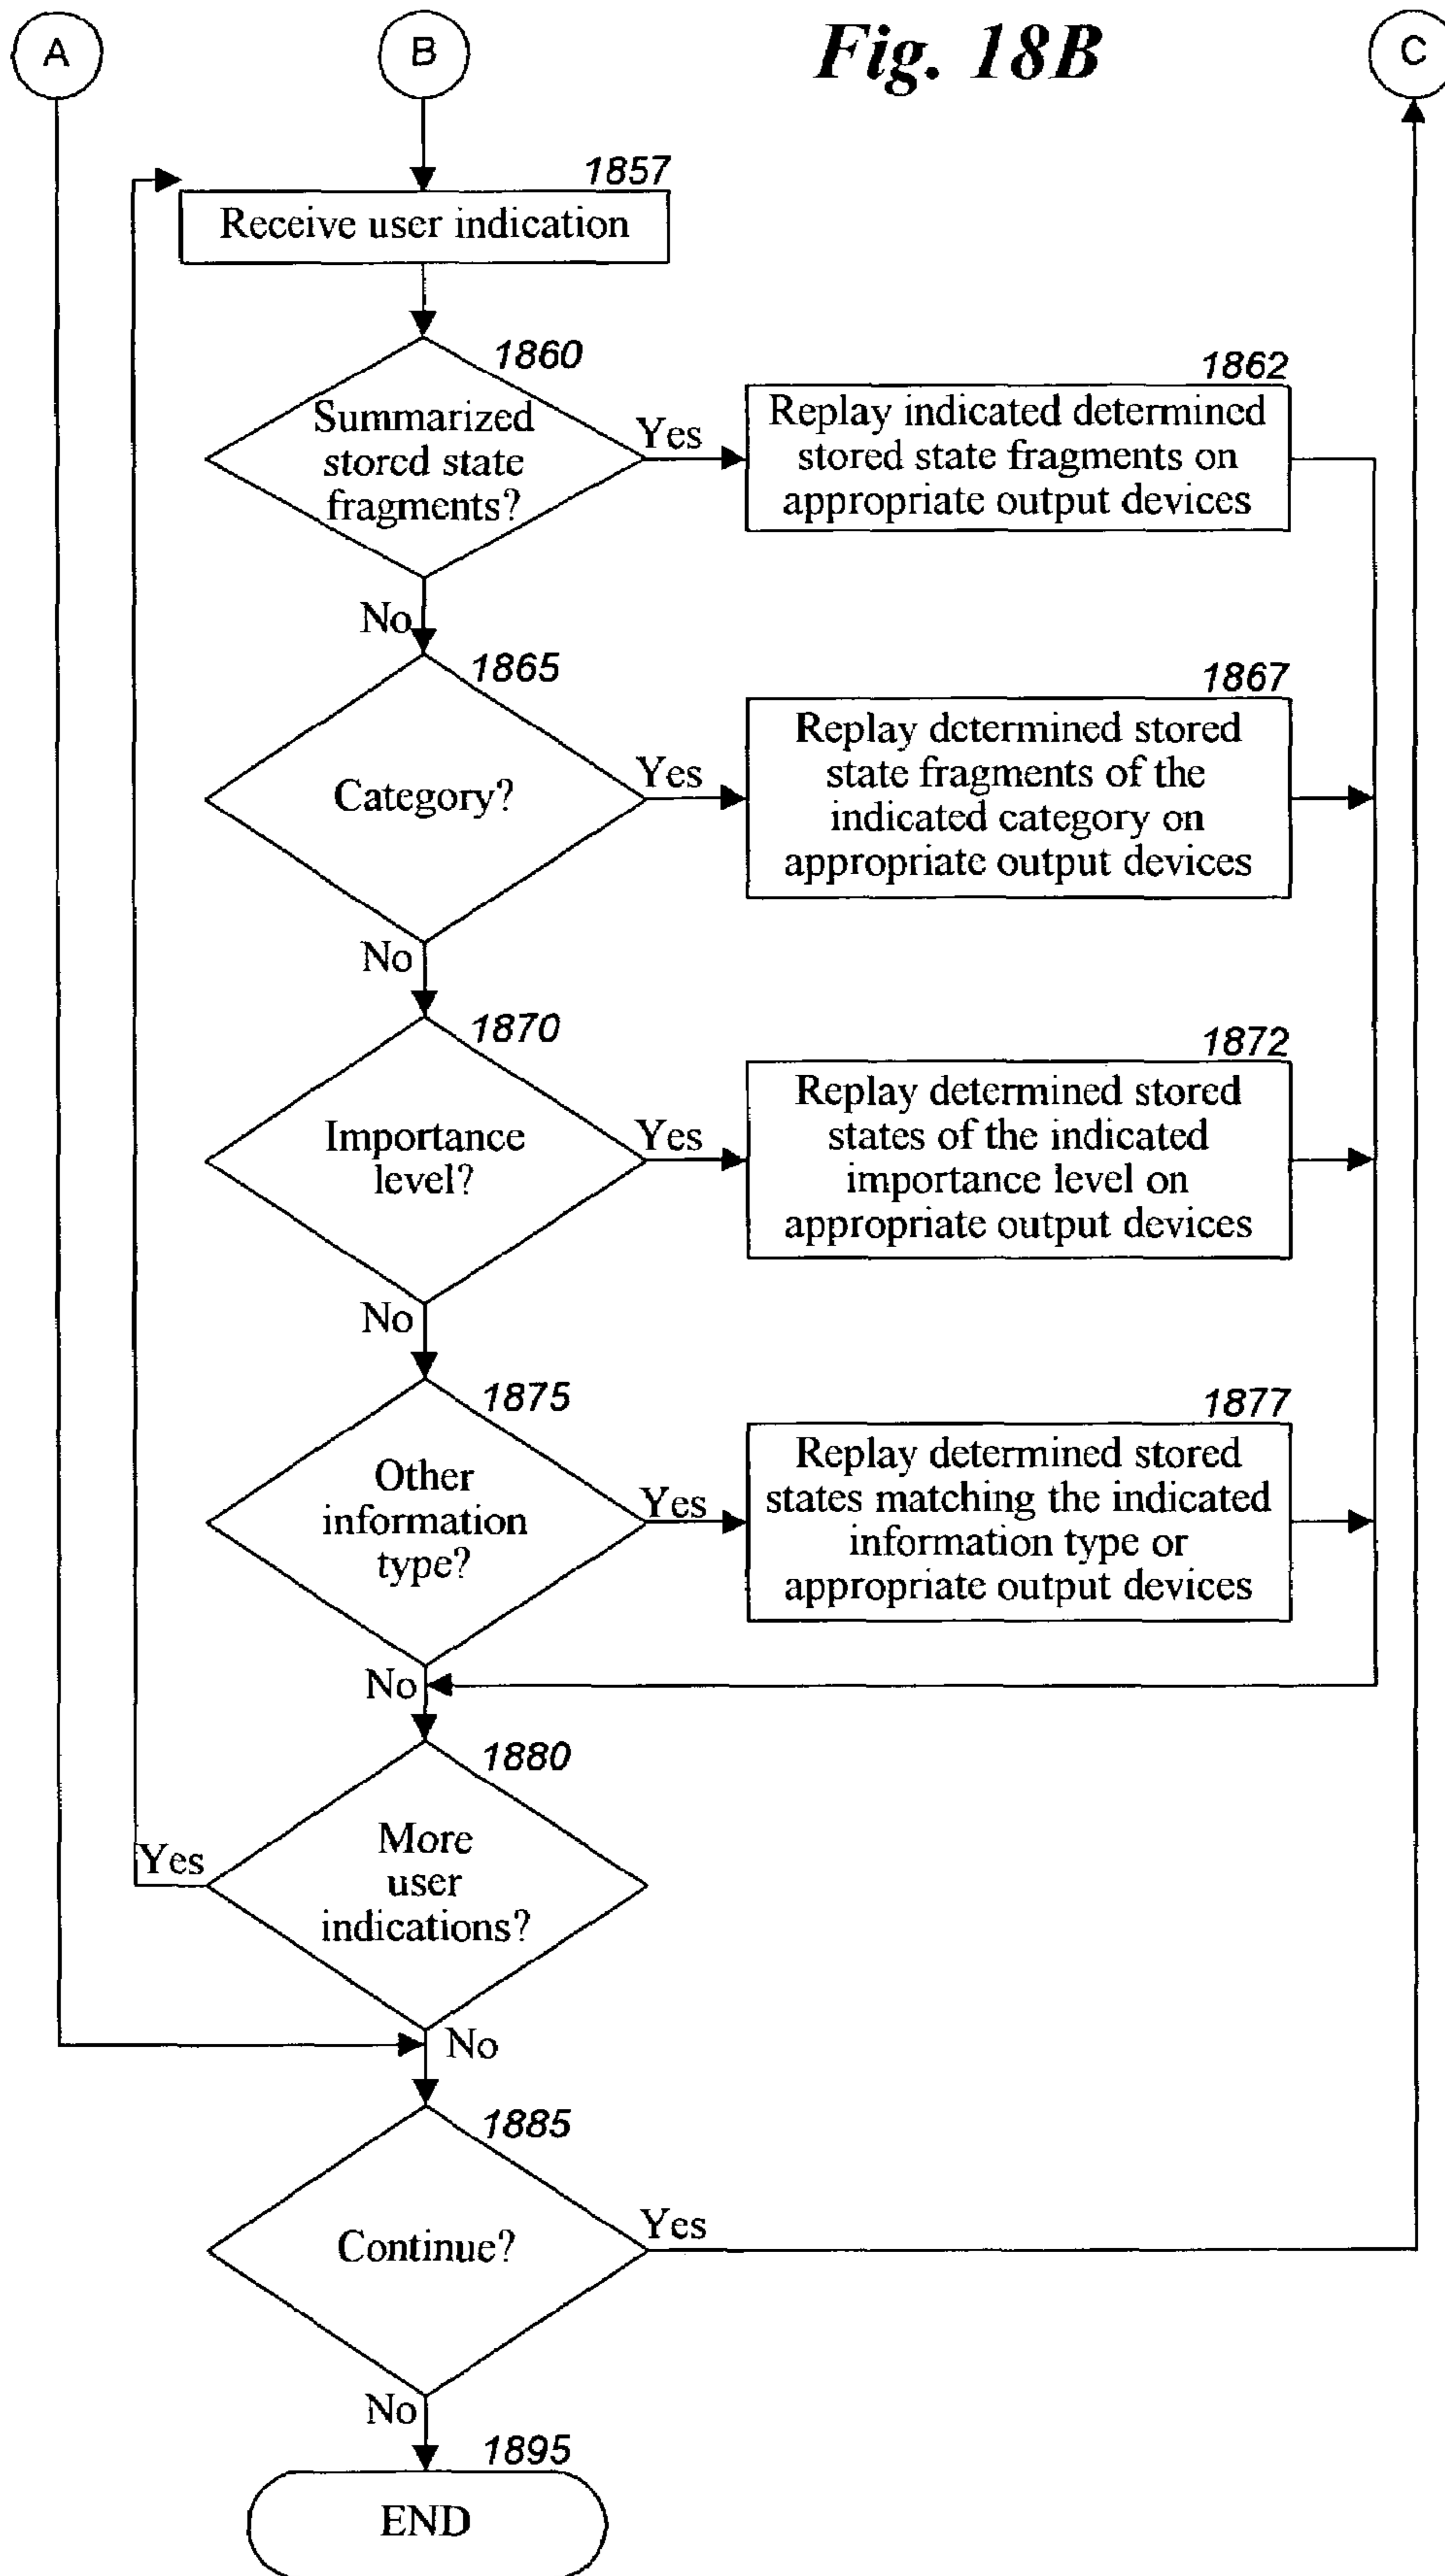 A
B
Fig. 18B
C
1857
Receive user indication
1860
Summarized
stored state
fragments?
Yes
1862
Replay indicated determined
stored state fragments on
appropriate output devices
No
1865
Category?
Yes
1867
Replay determined stored
state fragments of the
indicated category on
appropriate output devices
No
1870
Importance
level?
Yes
1872
Replay determined stored
states of the indicated
importance level on
appropriate output devices
No
1875
Other
information
type?
Yes
1877
Replay determined stored
states matching the indicated
information type or
appropriate output devices
No
1880
More
user
indications?
Yes
No
1885
Continue?
Yes
No
1895
END